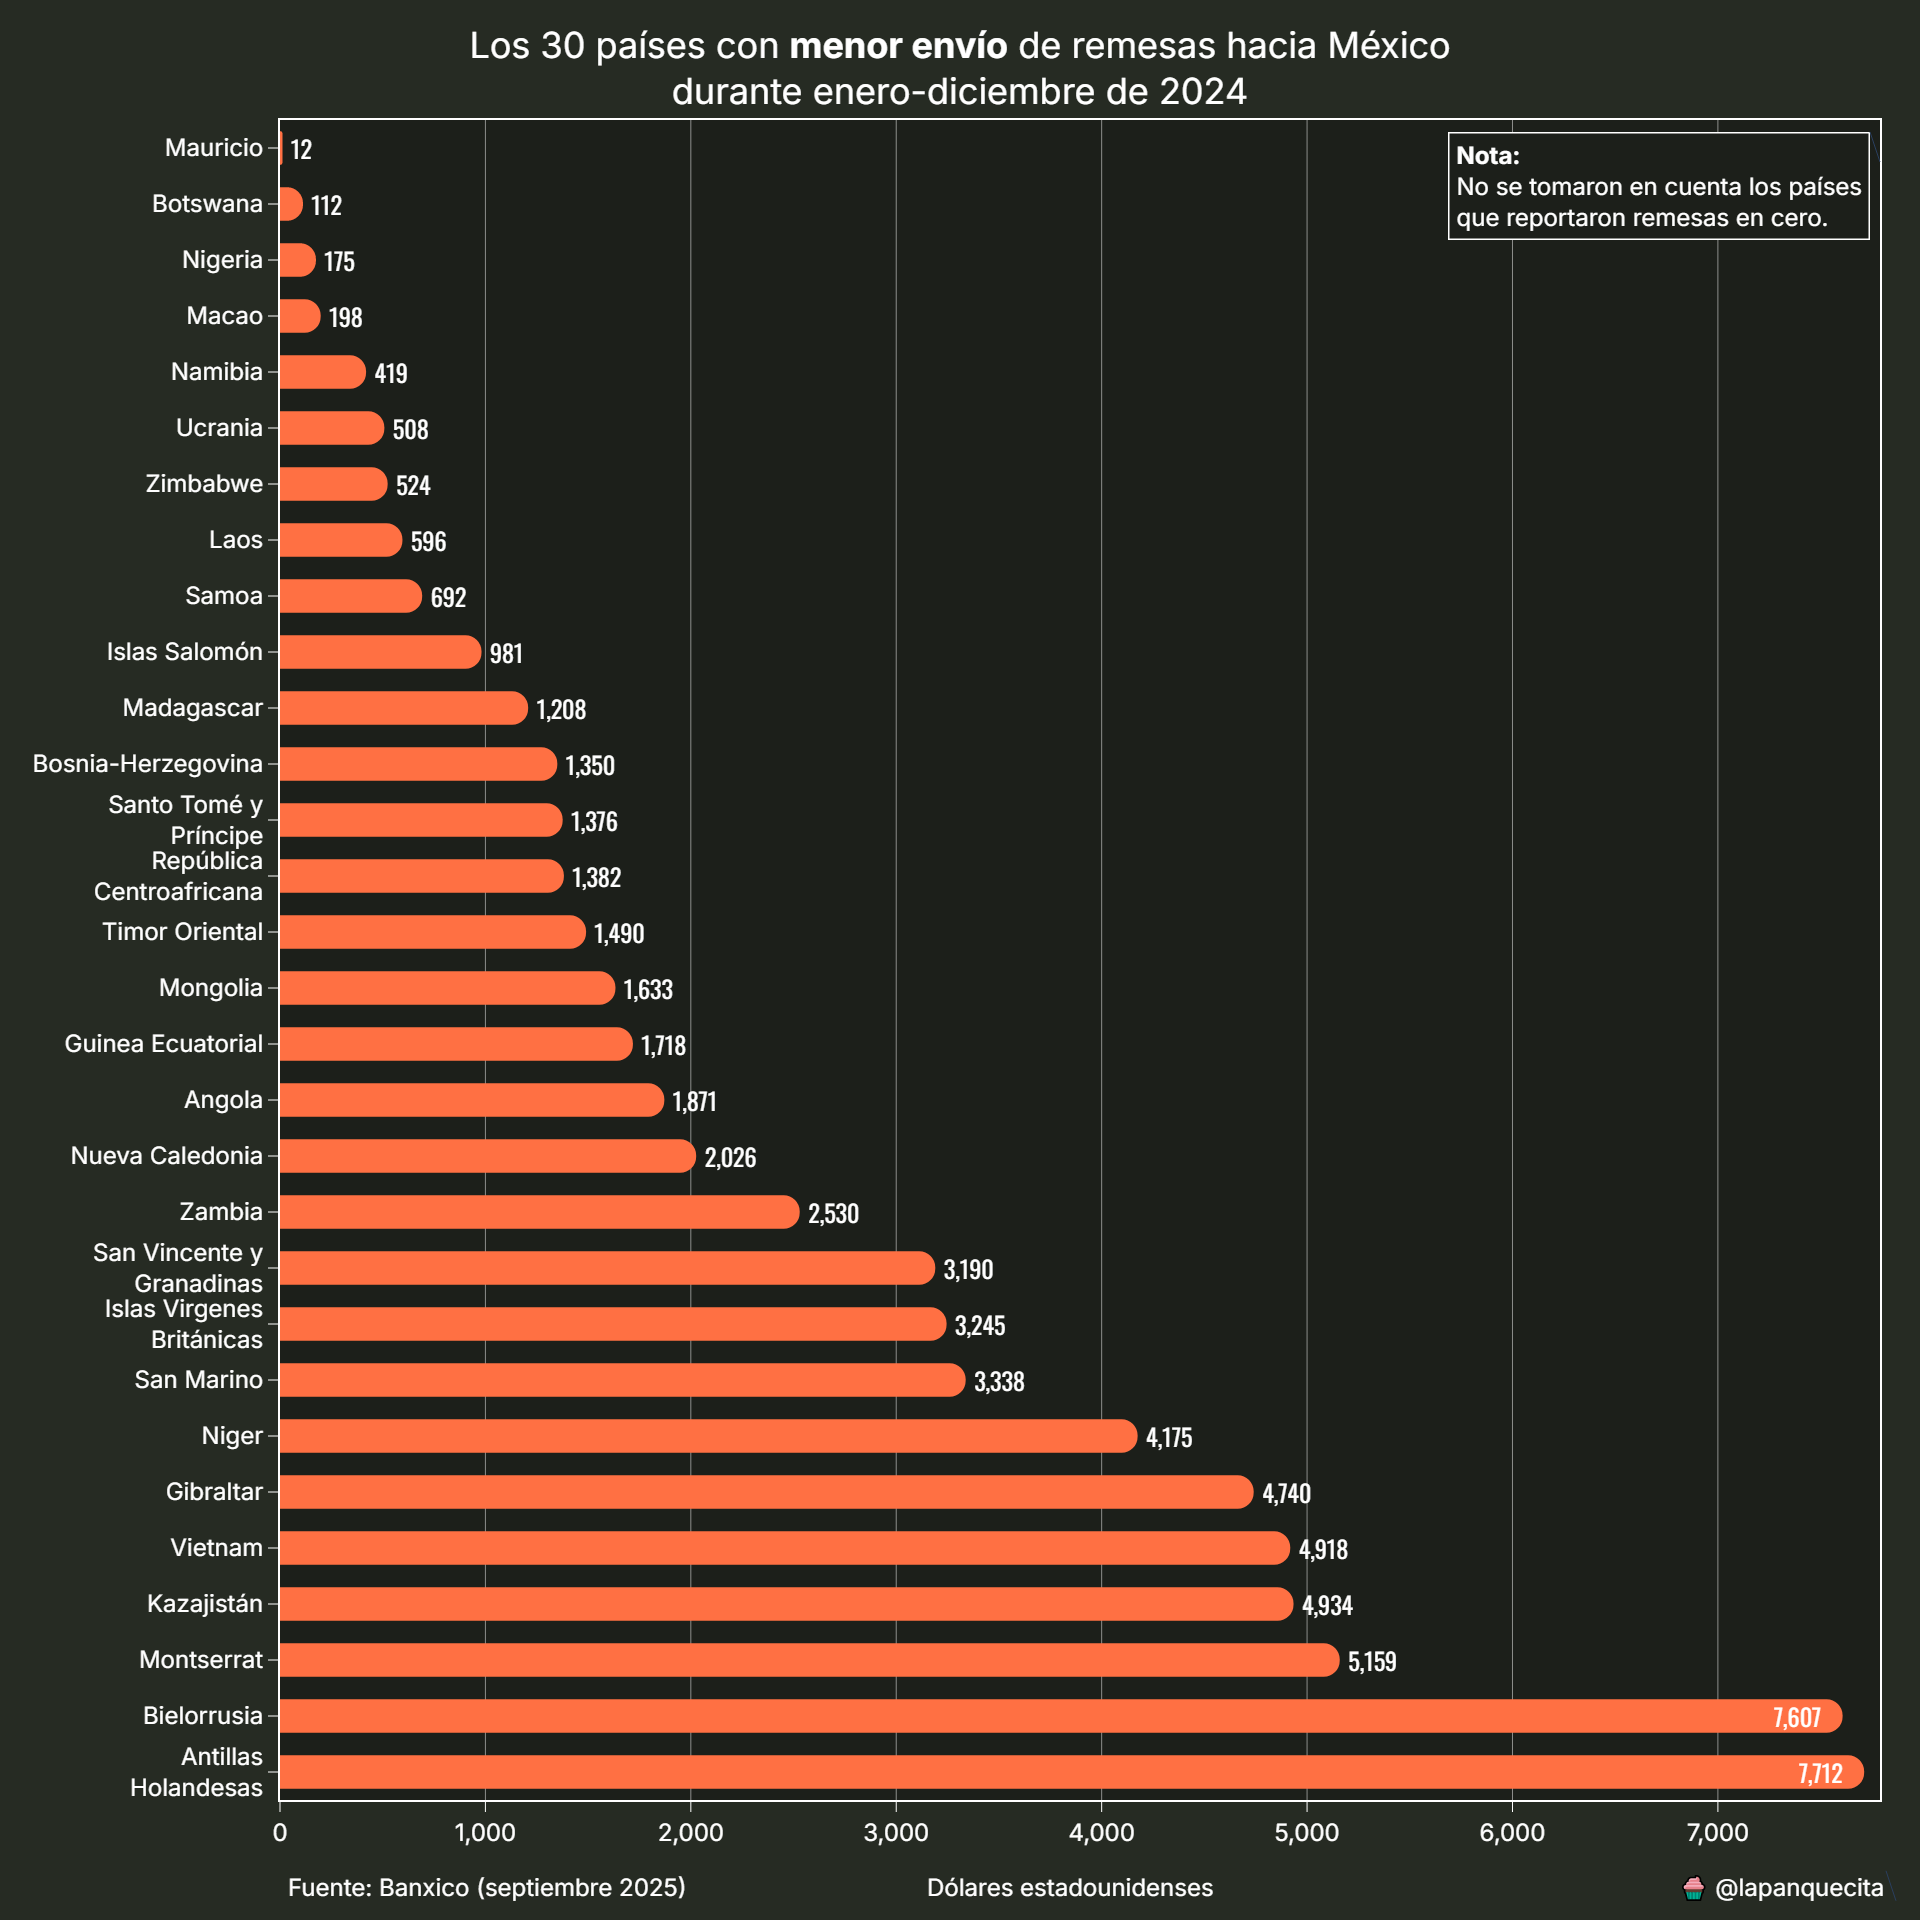 Los 30 países con menor envío de remesas hacia México
durante enero-diciembre de 2024
Nota:
No se tomaron en cuenta los países
que reportaron remesas en cero.
Mauricio 12
Botswana 112
Nigeria 175
Macao 198
Namibia 419
Ucrania 508
Zimbabwe 524
Laos 596
Samoa 692
Islas Salomón 981
Madagascar 1,208
Bosnia-Herzegovina 1,350
Santo Tomé y
Príncipe 1,376
República
Centroafricana 1,382
Timor Oriental 1,490
Mongolia 1,633
Guinea Ecuatorial 1,718
Angola 1,871
Nueva Caledonia 2,026
Zambia 2,530
San Vincente y
Granadinas 3,190
Islas Virgenes
Británicas 3,245
San Marino 3,338
Niger 4,175
Gibraltar 4,740
Vietnam 4,918
Kazajistán 4,934
Montserrat 5,159
Bielorrusia 7,607
Antillas
Holandesas 7,712
0 1,000 2,000 3,000 4,000 5,000 6,000 7,000
Fuente: Banxico (septiembre 2025) Dólares estadounidenses @lapanquecita